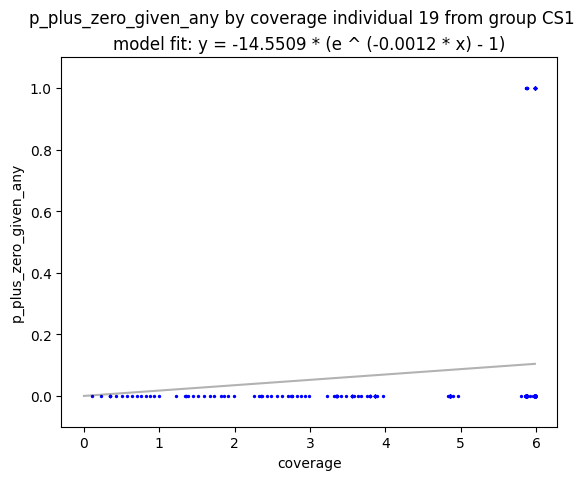 p_plus_zero_given_any by coverage individual 19 from group CS1
model fit: y = -14.5509 * (e ^ (-0.0012 * x) - 1)
1.0
0.8
0.6
0.4
0.2
0.0
p_plus_zero_given_any
0 1 2 3 4 5 6
coverage